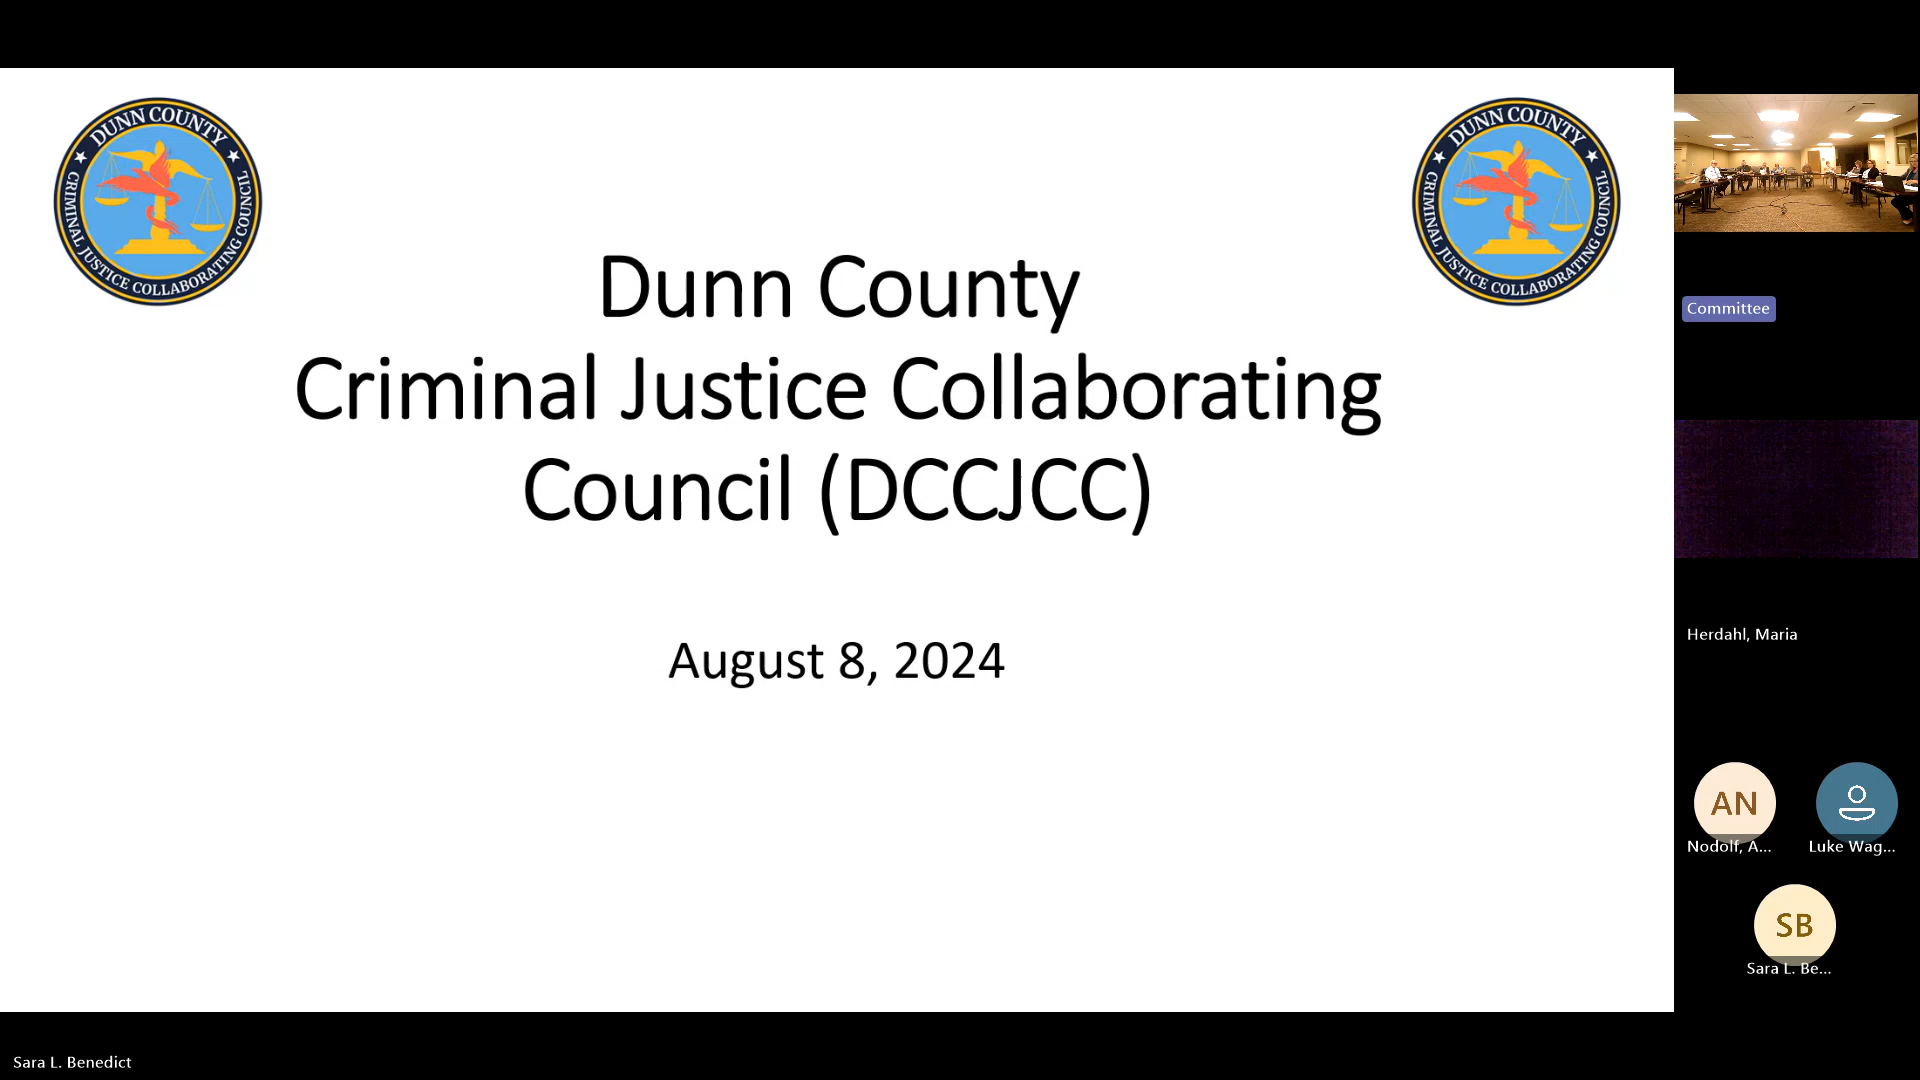 DUNN COUNTY
CRIMINAL JUSTICE COLLABORATING COUNCIL
DUNN COUNTY
CRIMINAL JUSTICE COLLABORATING COUNCIL
Dunn County
Criminal Justice Collaborating
Council (DCCJCC)
August 8, 2024
Committee
Herdahl, Maria
AN
Nodolf, A...
Luke Wag...
SB
Sara L. Be...
Sara L. Benedict